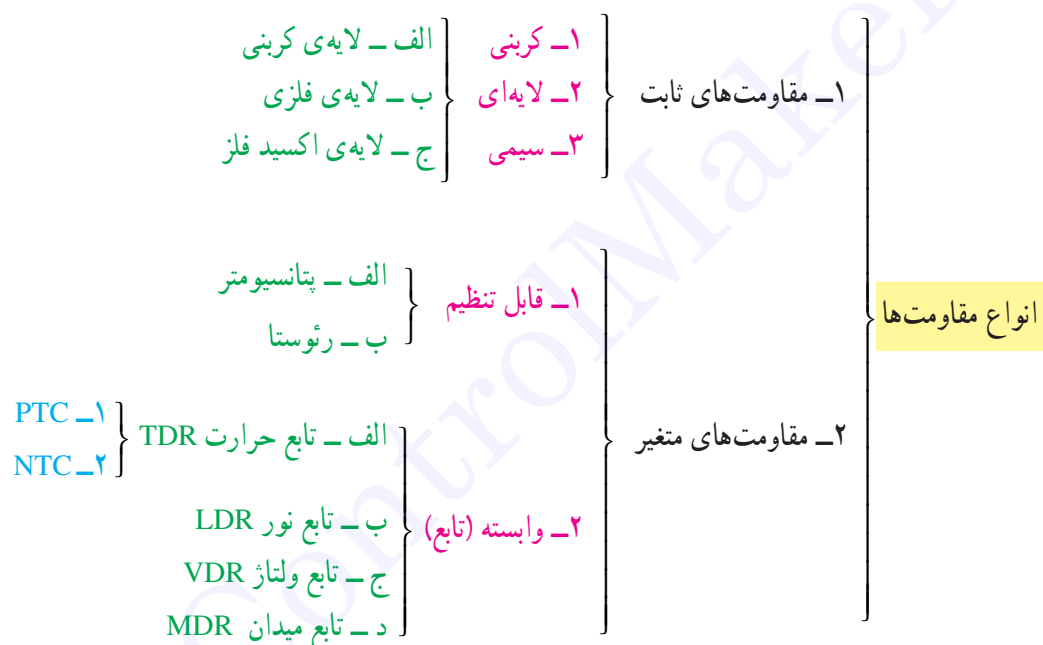 انواع مقاومت‌ها
۱ــ مقاومت‌های ثابت
۱ــ کربنی
۲ــ لایه‌ای
الف ــ لایه‌ی کربنی
ب ــ لایه‌ی فلزی
ج ــ لایه‌ی اکسید فلز
۳ــ سیمی
۲ــ مقاومت‌های متغیر
۱ــ قابل تنظیم
الف ــ پتانسیومتر
ب ــ رئوستا
۲ــ وابسته (تابع)
الف ــ تابع حرارت TDR
۱ــ PTC
۲ــ NTC
ب ــ تابع نور LDR
ج ــ تابع ولتاژ VDR
د ــ تابع میدان MDR
ControlMaker